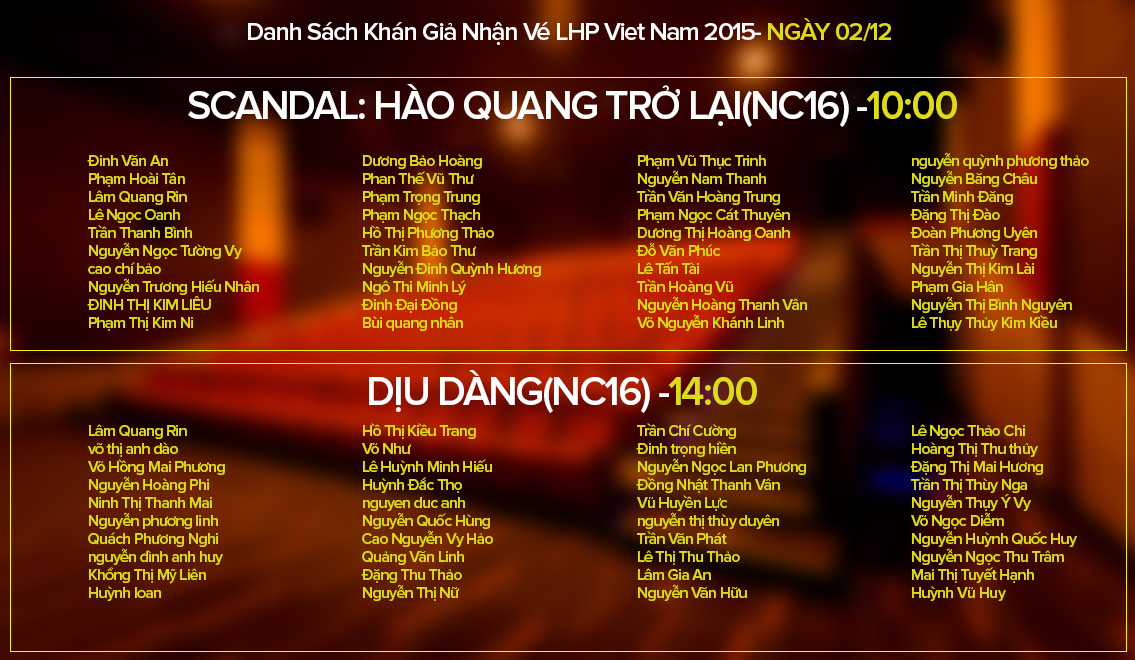 Danh Sách Khán Giả Nhận Vé LHP Viet Nam 2015- NGÀY 02/12
SCANDAL: HÀO QUANG TRỞ LẠI(NC16) -10:00
Đinh Văn An
Phạm Hoài Tân
Lâm Quang Rin
Lê Ngọc Oanh
Trần Thanh Bình
Nguyễn Ngọc Tường Vy
cao chí bảo
Nguyễn Trương Hiếu Nhân
ĐINH THỊ KIM LIÊU
Phạm Thị Kim Ni
Dương Bảo Hoàng
Phan Thế Vũ Thư
Phạm Trọng Trung
Phạm Ngọc Thạch
Hồ Thị Phương Thảo
Trần Kim Bảo Thư
Nguyễn Đinh Quỳnh Hương
Ngô Thi Minh Lý
Đinh Đại Đồng
Bùi quang nhân
Phạm Vũ Thục Trinh
Nguyễn Nam Thanh
Trần Văn Hoàng Trung
Phạm Ngọc Cát Thuyên
Dương Thị Hoàng Oanh
Đỗ Văn Phúc
Lê Tấn Tài
Trần Hoàng Vũ
Nguyễn Hoàng Thanh Vân
Võ Nguyễn Khánh Linh
nguyễn quỳnh phương thảo
Nguyễn Băng Châu
Trần Minh Đăng
Đặng Thị Đào
Đoàn Phương Uyên
Trần Thị Thuỳ Trang
Nguyễn Thị Kim Lài
Phạm Gia Hân
Nguyễn Thị Bình Nguyên
Lê Thụy Thủy Kim Kiều
DỊU DÀNG(NC16) -14:00
Lâm Quang Rin
võ thị anh đào
Võ Hồng Mai Phương
Nguyễn Hoàng Phi
Ninh Thị Thanh Mai
Nguyễn phương linh
Quách Phương Nghi
nguyễn đình anh huy
Khổng Thị Mỹ Liên
Huỳnh loan
Hồ Thị Kiều Trang
Võ Như
Lê Huỳnh Minh Hiếu
Huỳnh Đắc Thọ
nguyen duc anh
Nguyễn Quốc Hùng
Cao Nguyễn Vy Hảo
Quảng Văn Linh
Đặng Thu Thảo
Nguyễn Thị Nữ
Trần Chí Cường
Đinh trọng hiền
Nguyễn Ngọc Lan Phương
Đồng Nhật Thanh Vân
Vũ Huyền Lực
nguyễn thị thùy duyên
Trần Văn Phát
Lê Thị Thu Thảo
Lâm Gia An
Nguyễn Văn Hữu
Lê Ngọc Thảo Chi
Hoàng Thị Thu thủy
Đặng Thị Mai Hương
Trần Thị Thùy Nga
Nguyễn Thụy Ý Vy
Võ Ngọc Diễm
Nguyễn Huỳnh Quốc Huy
Nguyễn Ngọc Thu Trâm
Mai Thị Tuyết Hạnh
Huỳnh Vũ Huy